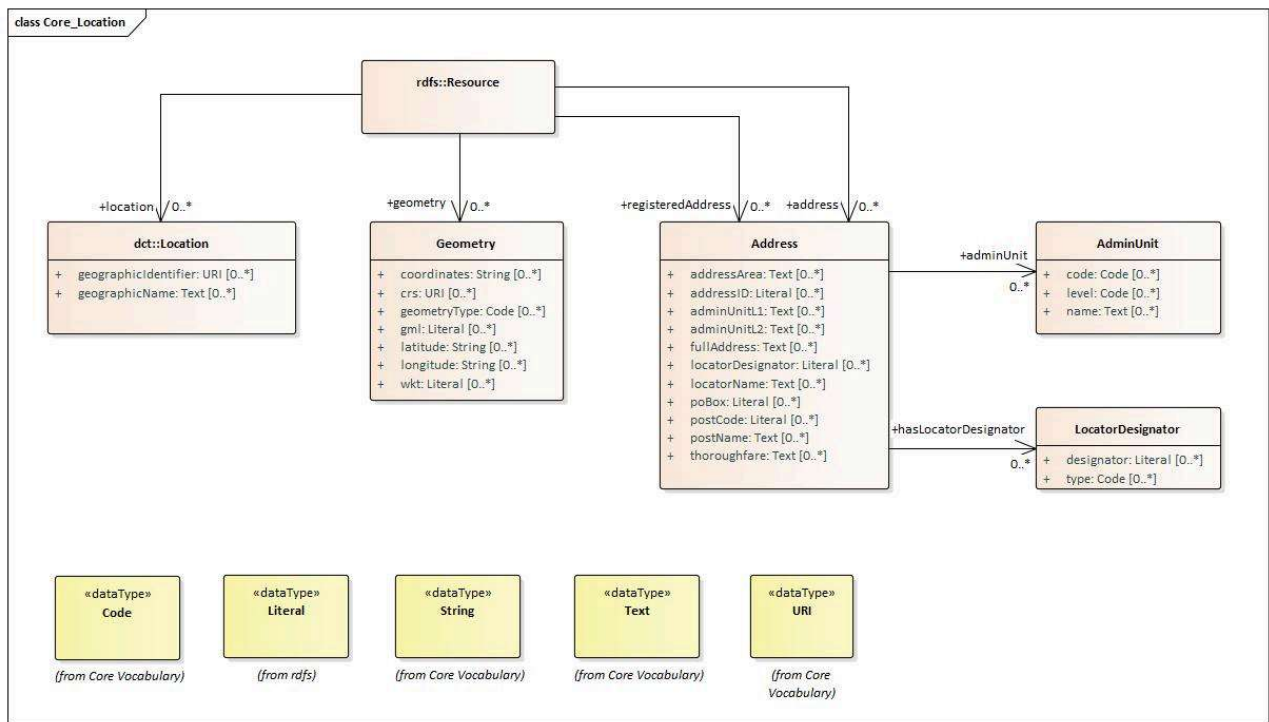 class Core_Location
rdfs::Resource
+location
0..*
+geometry
0..*
+registeredAddress
0..*
+address
0..*
dct::Location
+ geographicIdentifier: URI [0..*]
+ geographicName: Text [0..*]
Geometry
+ coordinates: String [0..*]
+ crs: URI [0..*]
+ geometryType: Code [0..*]
+ gml: Literal [0..*]
+ latitude: String [0..*]
+ longitude: String [0..*]
+ wkt: Literal [0..*]
Address
+ addressArea: Text [0..*]
+ addressID: Literal [0..*]
+ adminUnitL1: Text [0..*]
+ adminUnitL2: Text [0..*]
+ fullAddress: Text [0..*]
+ locatorDesignator: Literal [0..*]
+ locatorName: Text [0..*]
+ poBox: Literal [0..*]
+ postCode: Literal [0..*]
+ postName: Text [0..*]
+ thoroughfare: Text [0..*]
+adminUnit
0..*
AdminUnit
+ code: Code [0..*]
+ level: Code [0..*]
+ name: Text [0..*]
+hasLocatorDesignator
0..*
LocatorDesignator
+ designator: Literal [0..*]
+ type: Code [0..*]
«dataType»
Code
(from Core Vocabulary)
«dataType»
Literal
(from rdfs)
«dataType»
String
(from Core Vocabulary)
«dataType»
Text
(from Core Vocabulary)
«dataType»
URI
(from Core
Vocabulary)